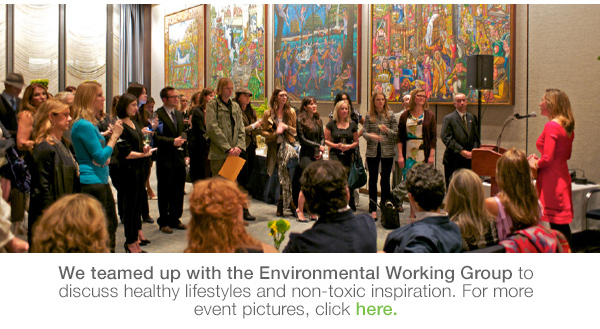 We teamed up with the Environmental Working Group to
discuss healthy lifestyles and non-toxic inspiration. For more
event pictures, click here.